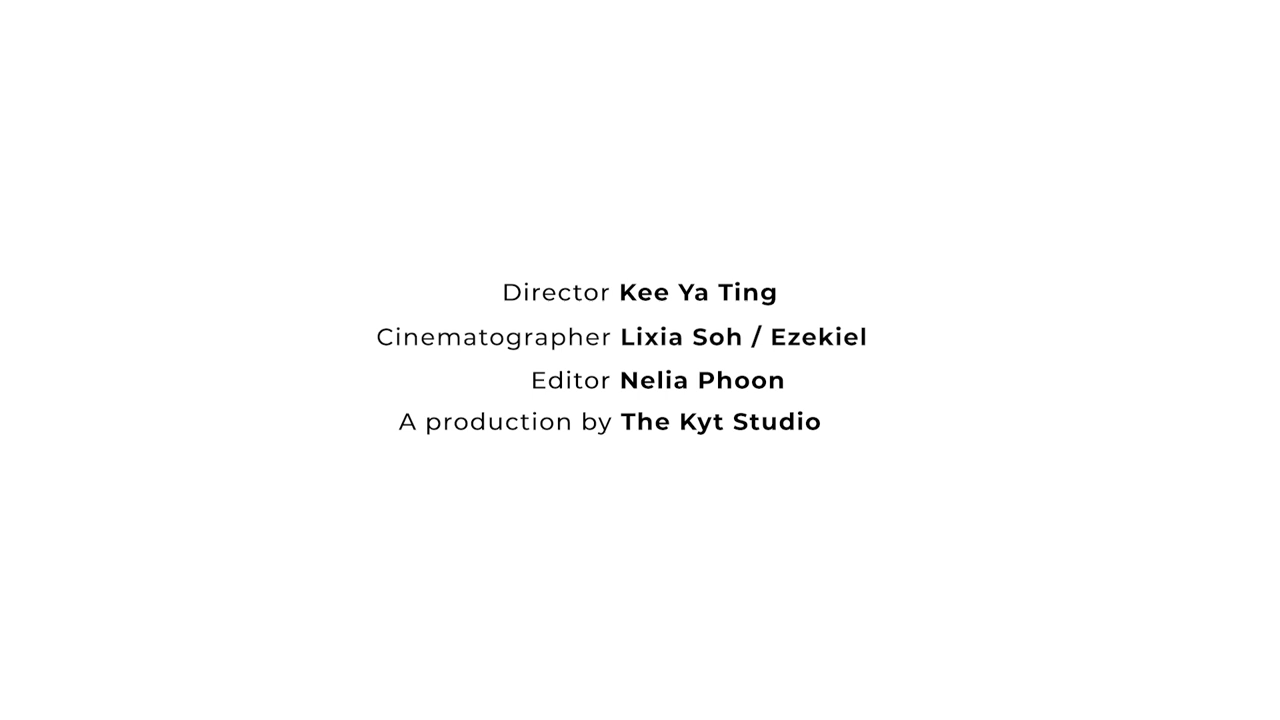 Director Kee Ya Ting
Cinematographer Lixia Soh / Ezekiel
Editor Nelia Phoon
A production by The Kyt Studio